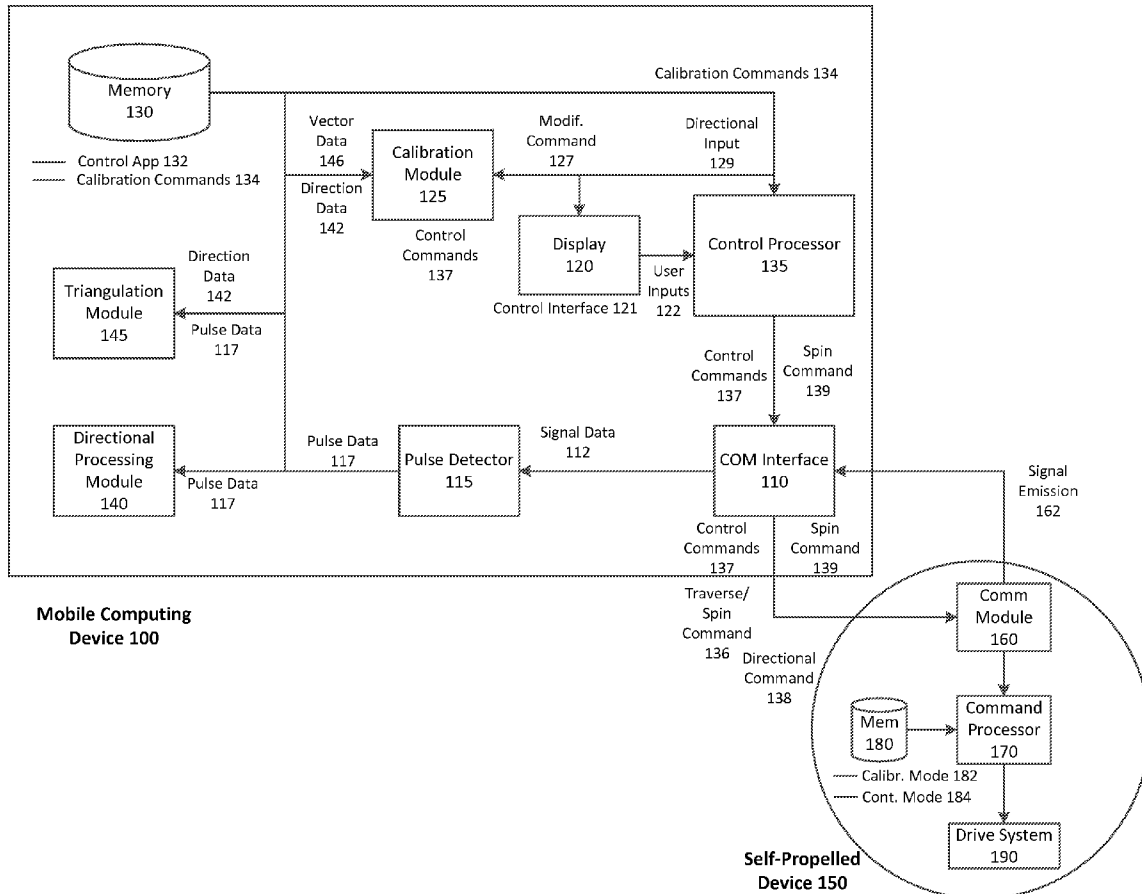 Memory
130
Control App 132
Calibration Commands 134
Calibration Commands 134
Vector
Data
146
Direction
Data
142
Calibration
Module
125
Control
Commands
137
Modif.
Command
127
Directional
Input
129
Display
120
Control Interface 121
User
Inputs
122
Control Processor
135
Triangulation
Module
145
Direction
Data
142
Pulse Data
117
Control
Commands
137
Spin
Command
139
Directional
Processing
Module
140
Pulse Data
117
Pulse Data
117
Pulse Detector
115
Signal Data
112
COM Interface
110
Signal
Emission
162
Control
Commands
137
Spin
Command
139
Mobile Computing
Device 100
Traverse/
Spin
Command
136
Directional
Command
138
Comm
Module
160
Mem
180
Command
Processor
170
Calibr. Mode 182
Cont. Mode 184
Drive System
190
Self-Propelled
Device 150